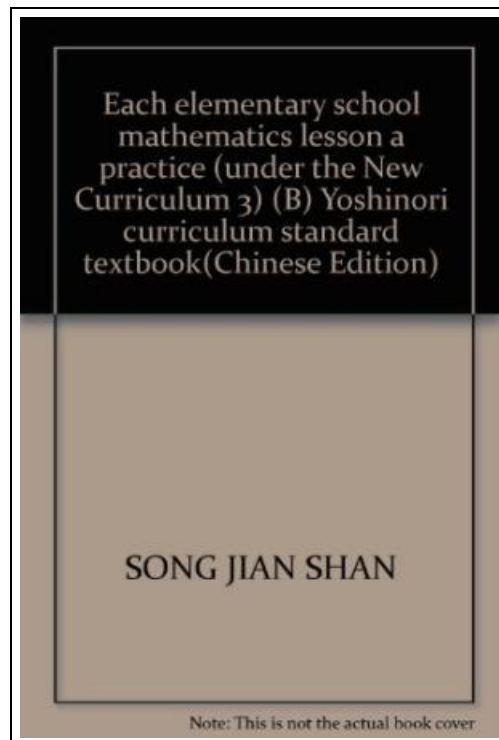 Each elementary school
mathematics lesson a
practice (under the New
Curriculum 3) (B) Yoshinori
curriculum standard
textbook(Chinese Edition)
SONG JIAN SHAN
Note: This is not the actual book cover